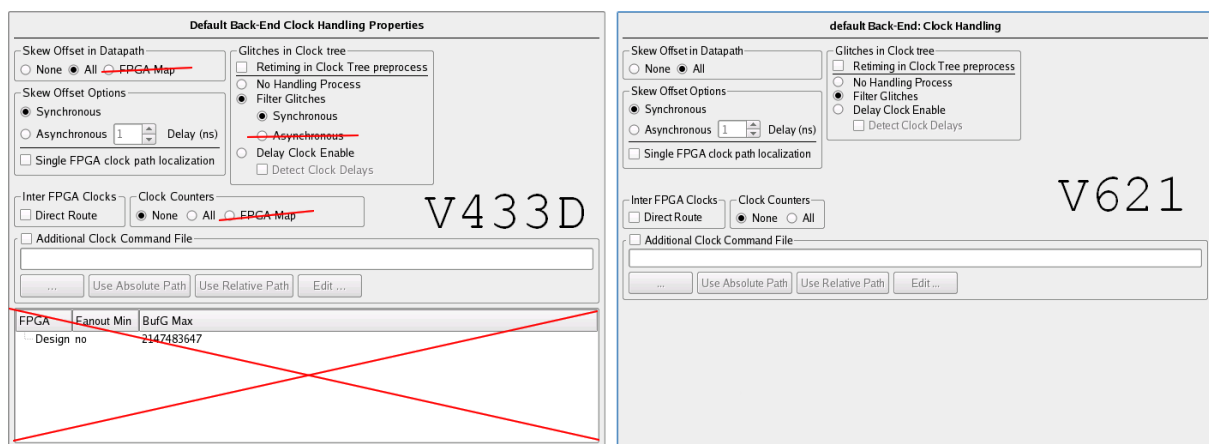 Default Back-End Clock Handling Properties
Skew Offset in Datapath
None All FPGA Map
Skew Offset Options
Synchronous
Asynchronous 1 Delay (ns)
Single FPGA clock path localization
Glitches in Clock tree
Retiming in Clock Tree preprocess
No Handling Process
Filter Glitches
Synchronous
Asynchronous
Delay Clock Enable
Detect Clock Delays
Inter FPGA Clocks
Direct Route
Clock Counters
None All FPGA Map
V433D
Additional Clock Command File
... Use Absolute Path Use Relative Path Edit ...
FPGA Fanout Min BufG Max
Design no 2147483647
default Back-End: Clock Handling
Skew Offset in Datapath
None All
Skew Offset Options
Synchronous
Asynchronous 1 Delay (ns)
Single FPGA clock path localization
Glitches in Clock tree
Retiming in Clock Tree preprocess
No Handling Process
Filter Glitches
Delay Clock Enable
Detect Clock Delays
Inter FPGA Clocks
Direct Route
Clock Counters
None All
V621
Additional Clock Command File
... Use Absolute Path Use Relative Path Edit ...